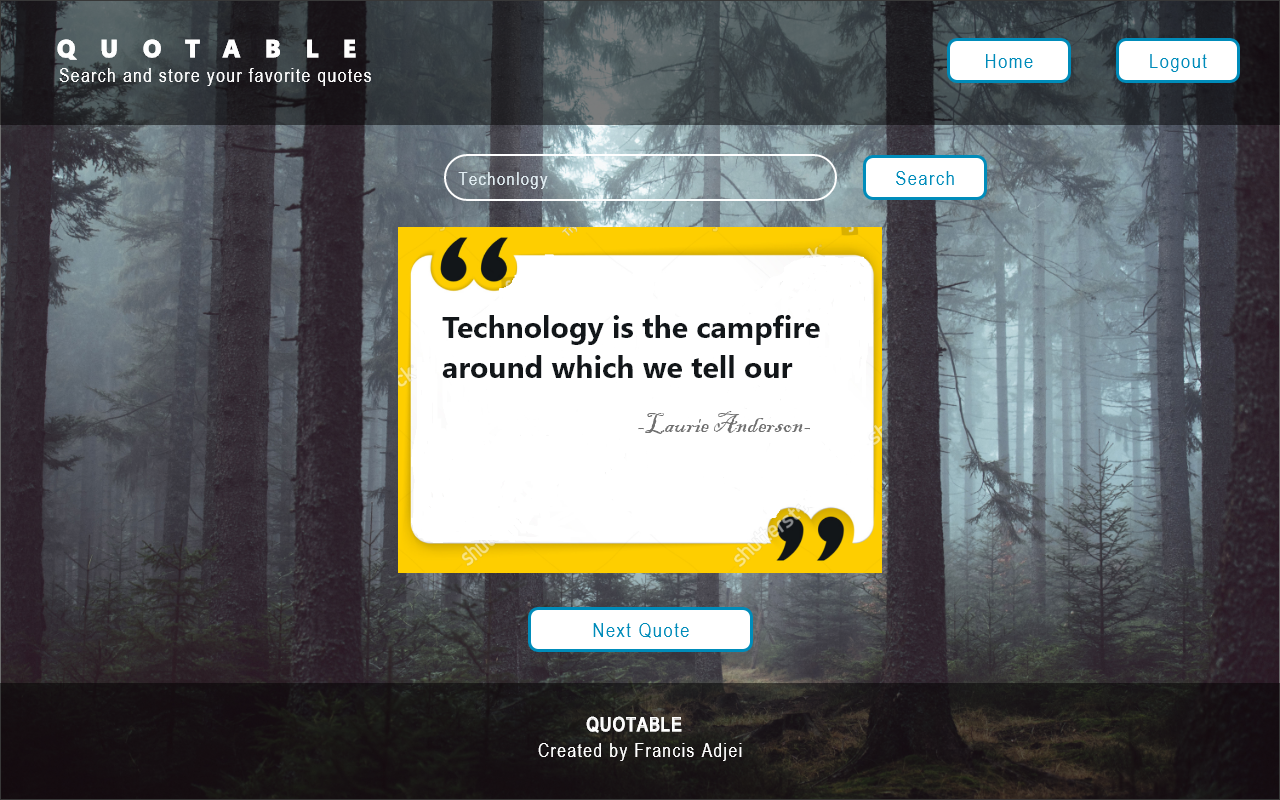 QUOTABLE
Search and store your favorite quotes
Home
Logout
Techonlogy
Search
Technology is the campfire
around which we tell our
-Laurie Anderson-
Next Quote
QUOTABLE
Created by Francis Adjei